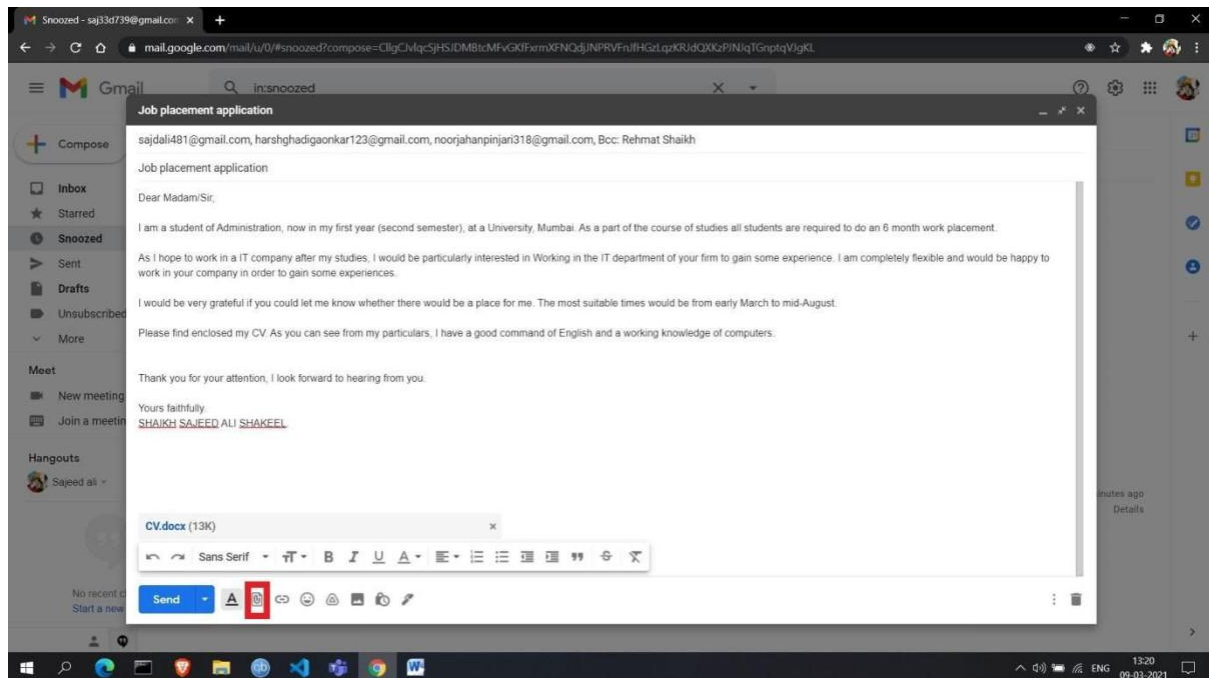 Snoozed - saj33d739@gmail.com
mail.google.com/mail/u/0/#snoozed?compose=
Gmail
in:snoozed
Job placement application
Compose
sajdali481@gmail.com, harshghadigaonkar123@gmail.com, noorjahanpinjari318@gmail.com, Bcc: Rehmat Shaikh
Job placement application
Inbox
Starred
Snoozed
Sent
Drafts
Unsubscribed
More
Meet
New meeting
Join a meetin
Hangouts
Sajeed ali
No recent c
Start a new
Dear Madam/Sir,
I am a student of Administration, now in my first year (second semester), at a University, Mumbai. As a part of the course of studies all students are required to do an 6 month work placement.
As I hope to work in a IT company after my studies, I would be particularly interested in Working in the IT department of your firm to gain some experience. I am completely flexible and would be happy to
work in your company in order to gain some experiences.
I would be very grateful if you could let me know whether there would be a place for me. The most suitable times would be from early March to mid-August.
Please find enclosed my CV. As you can see from my particulars, I have a good command of English and a working knowledge of computers.
Thank you for your attention, I look forward to hearing from you.
Yours faithfully.
SHAIKH SAJEED ALI SHAKEEL
inutes ago
Details
CV.docx (13K)
Sans Serif
Send
ENG
13:20
09-03-2021